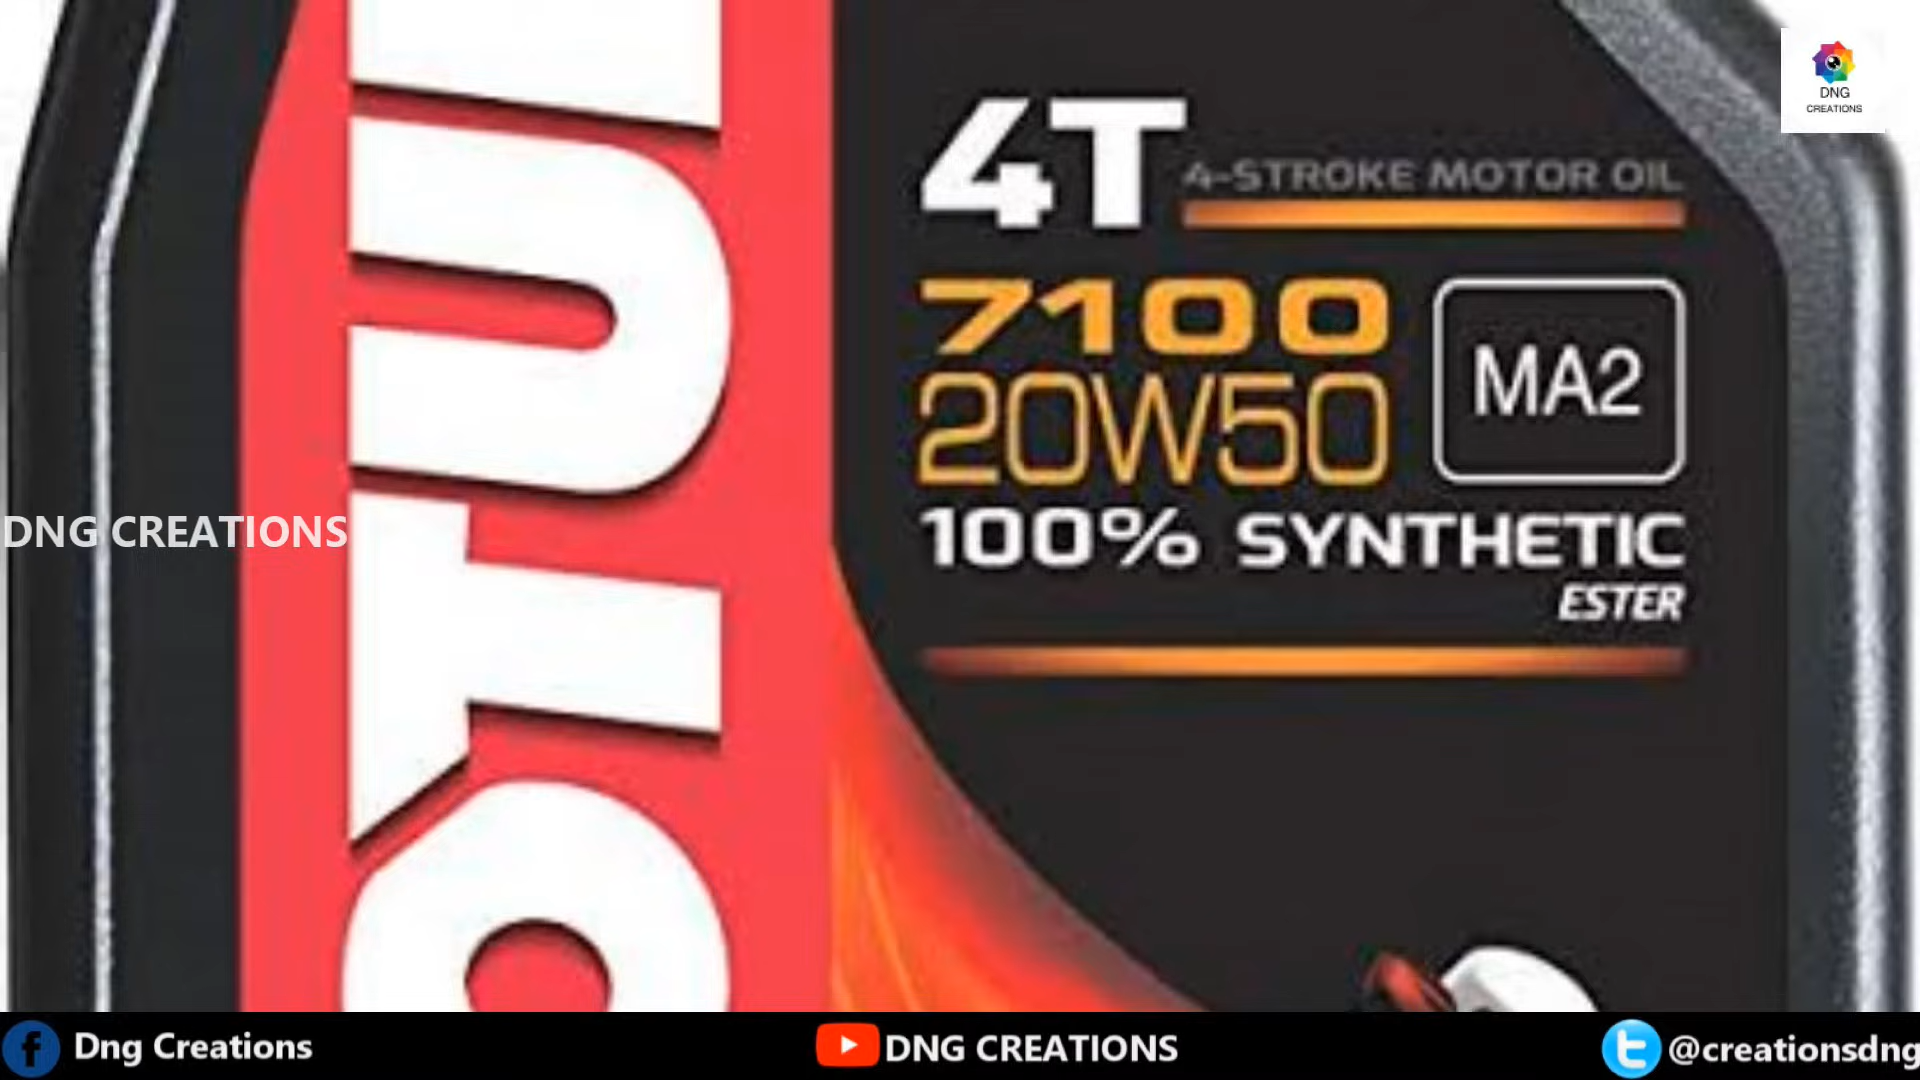 DNG
CREATIONS
4T
4-STROKE MOTOR OIL
7100
20W50
MA2
100% SYNTHETIC
ESTER
DNG CREATIONS
Dng Creations
DNG CREATIONS
@creationsdng